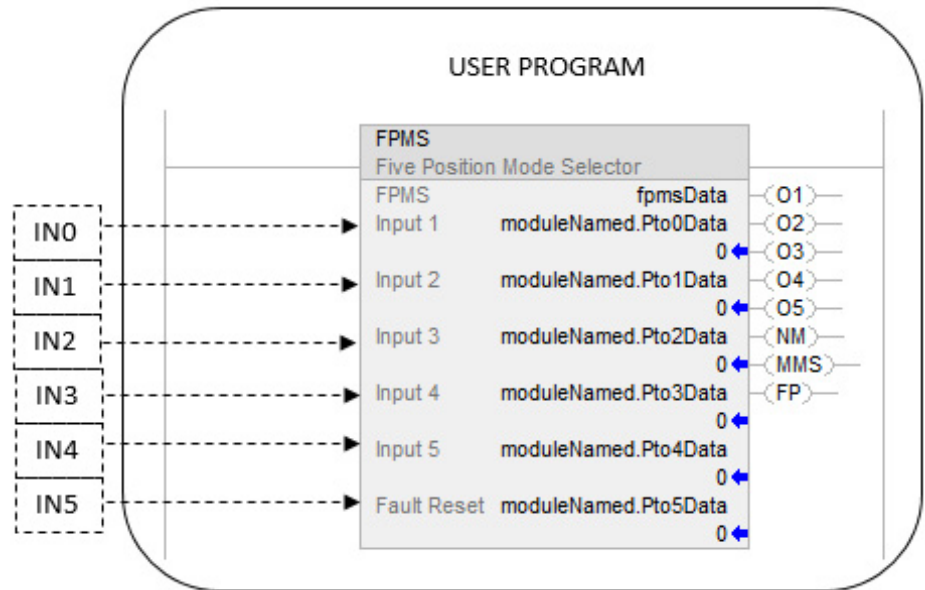 USER PROGRAM
FPMS
Five Position Mode Selector
FPMS fpmsData (O1)
IN0 Input 1 moduleNamed.Pto0Data (O2)
0 (O3)
IN1 Input 2 moduleNamed.Pto1Data (O4)
0 (O5)
IN2 Input 3 moduleNamed.Pto2Data (NM)
0 (MMS)
IN3 Input 4 moduleNamed.Pto3Data (FP)
0
IN4 Input 5 moduleNamed.Pto4Data
0
IN5 Fault Reset moduleNamed.Pto5Data
0